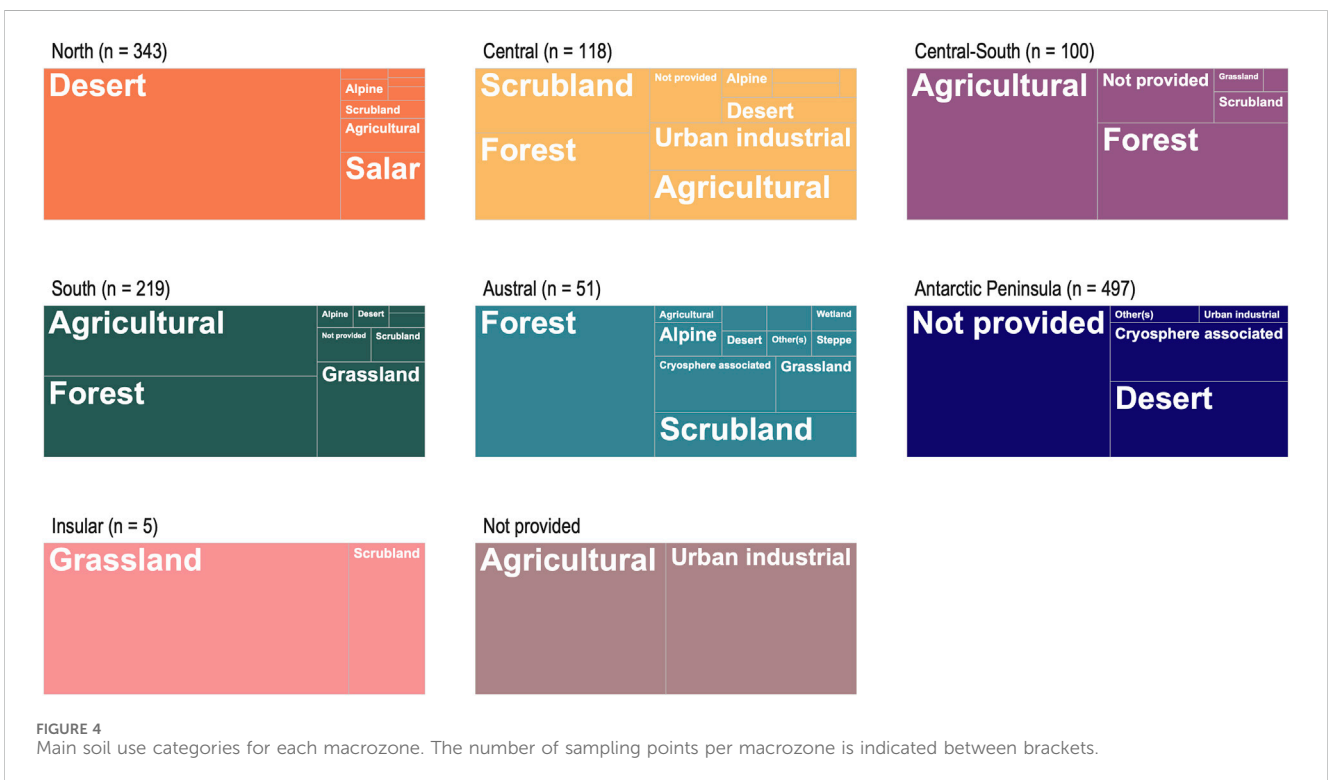 North (n = 343)
Desert
Alpine
Scrubland
Agricultural
Salar
Central (n = 118)
Scrubland
Not provided
Alpine
Desert
Forest
Urban industrial
Agricultural
Central-South (n = 100)
Agricultural
Not provided
Grassland
Scrubland
Forest
South (n = 219)
Agricultural
Alpine
Desert
Not provided
Scrubland
Forest
Grassland
Austral (n = 51)
Forest
Agricultural
Wetland
Alpine
Desert
Other(s)
Steppe
Cryosphere associated
Grassland
Scrubland
Antarctic Peninsula (n = 497)
Not provided
Other(s)
Urban industrial
Cryosphere associated
Desert
Insular (n = 5)
Grassland
Scrubland
Not provided
Agricultural
Urban industrial
FIGURE 4
Main soil use categories for each macrozone. The number of sampling points per macrozone is indicated between brackets.